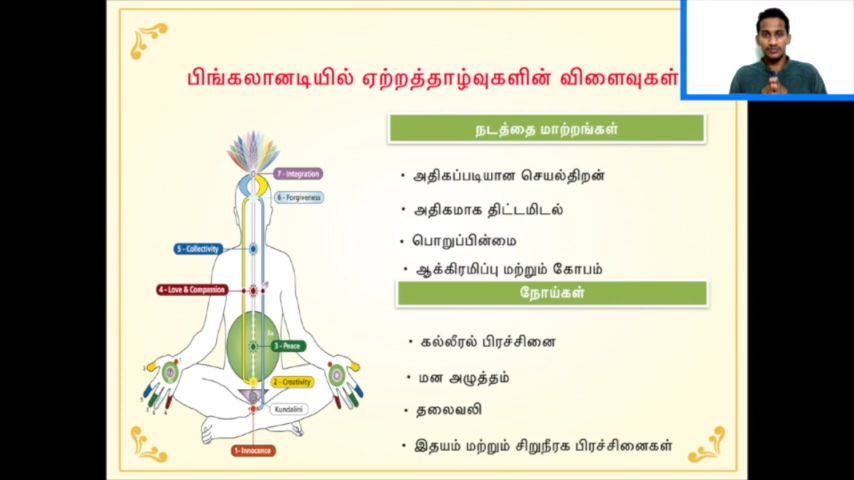 பிங்கலானடியில் ஏற்றத்தாழ்வுகளின் விளைவுகள்
நடத்தை மாற்றங்கள்
• அதிகப்படியான செயல்திறன்
• அதிகமாக திட்டமிடல்
• பொறுப்பின்மை
• ஆக்கிரமிப்பு மற்றும் கோபம்
நோய்கள்
• கல்லீரல் பிரச்சினை
• மன அழுத்தம்
• தலைவலி
• இதயம் மற்றும் சிறுநீரக பிரச்சினைகள்
7 - Integration
6 - Forgiveness
5 - Collectivity
4 - Love & Compassion
3 - Peace
2 - Creativity
Kundalini
1- Innocence